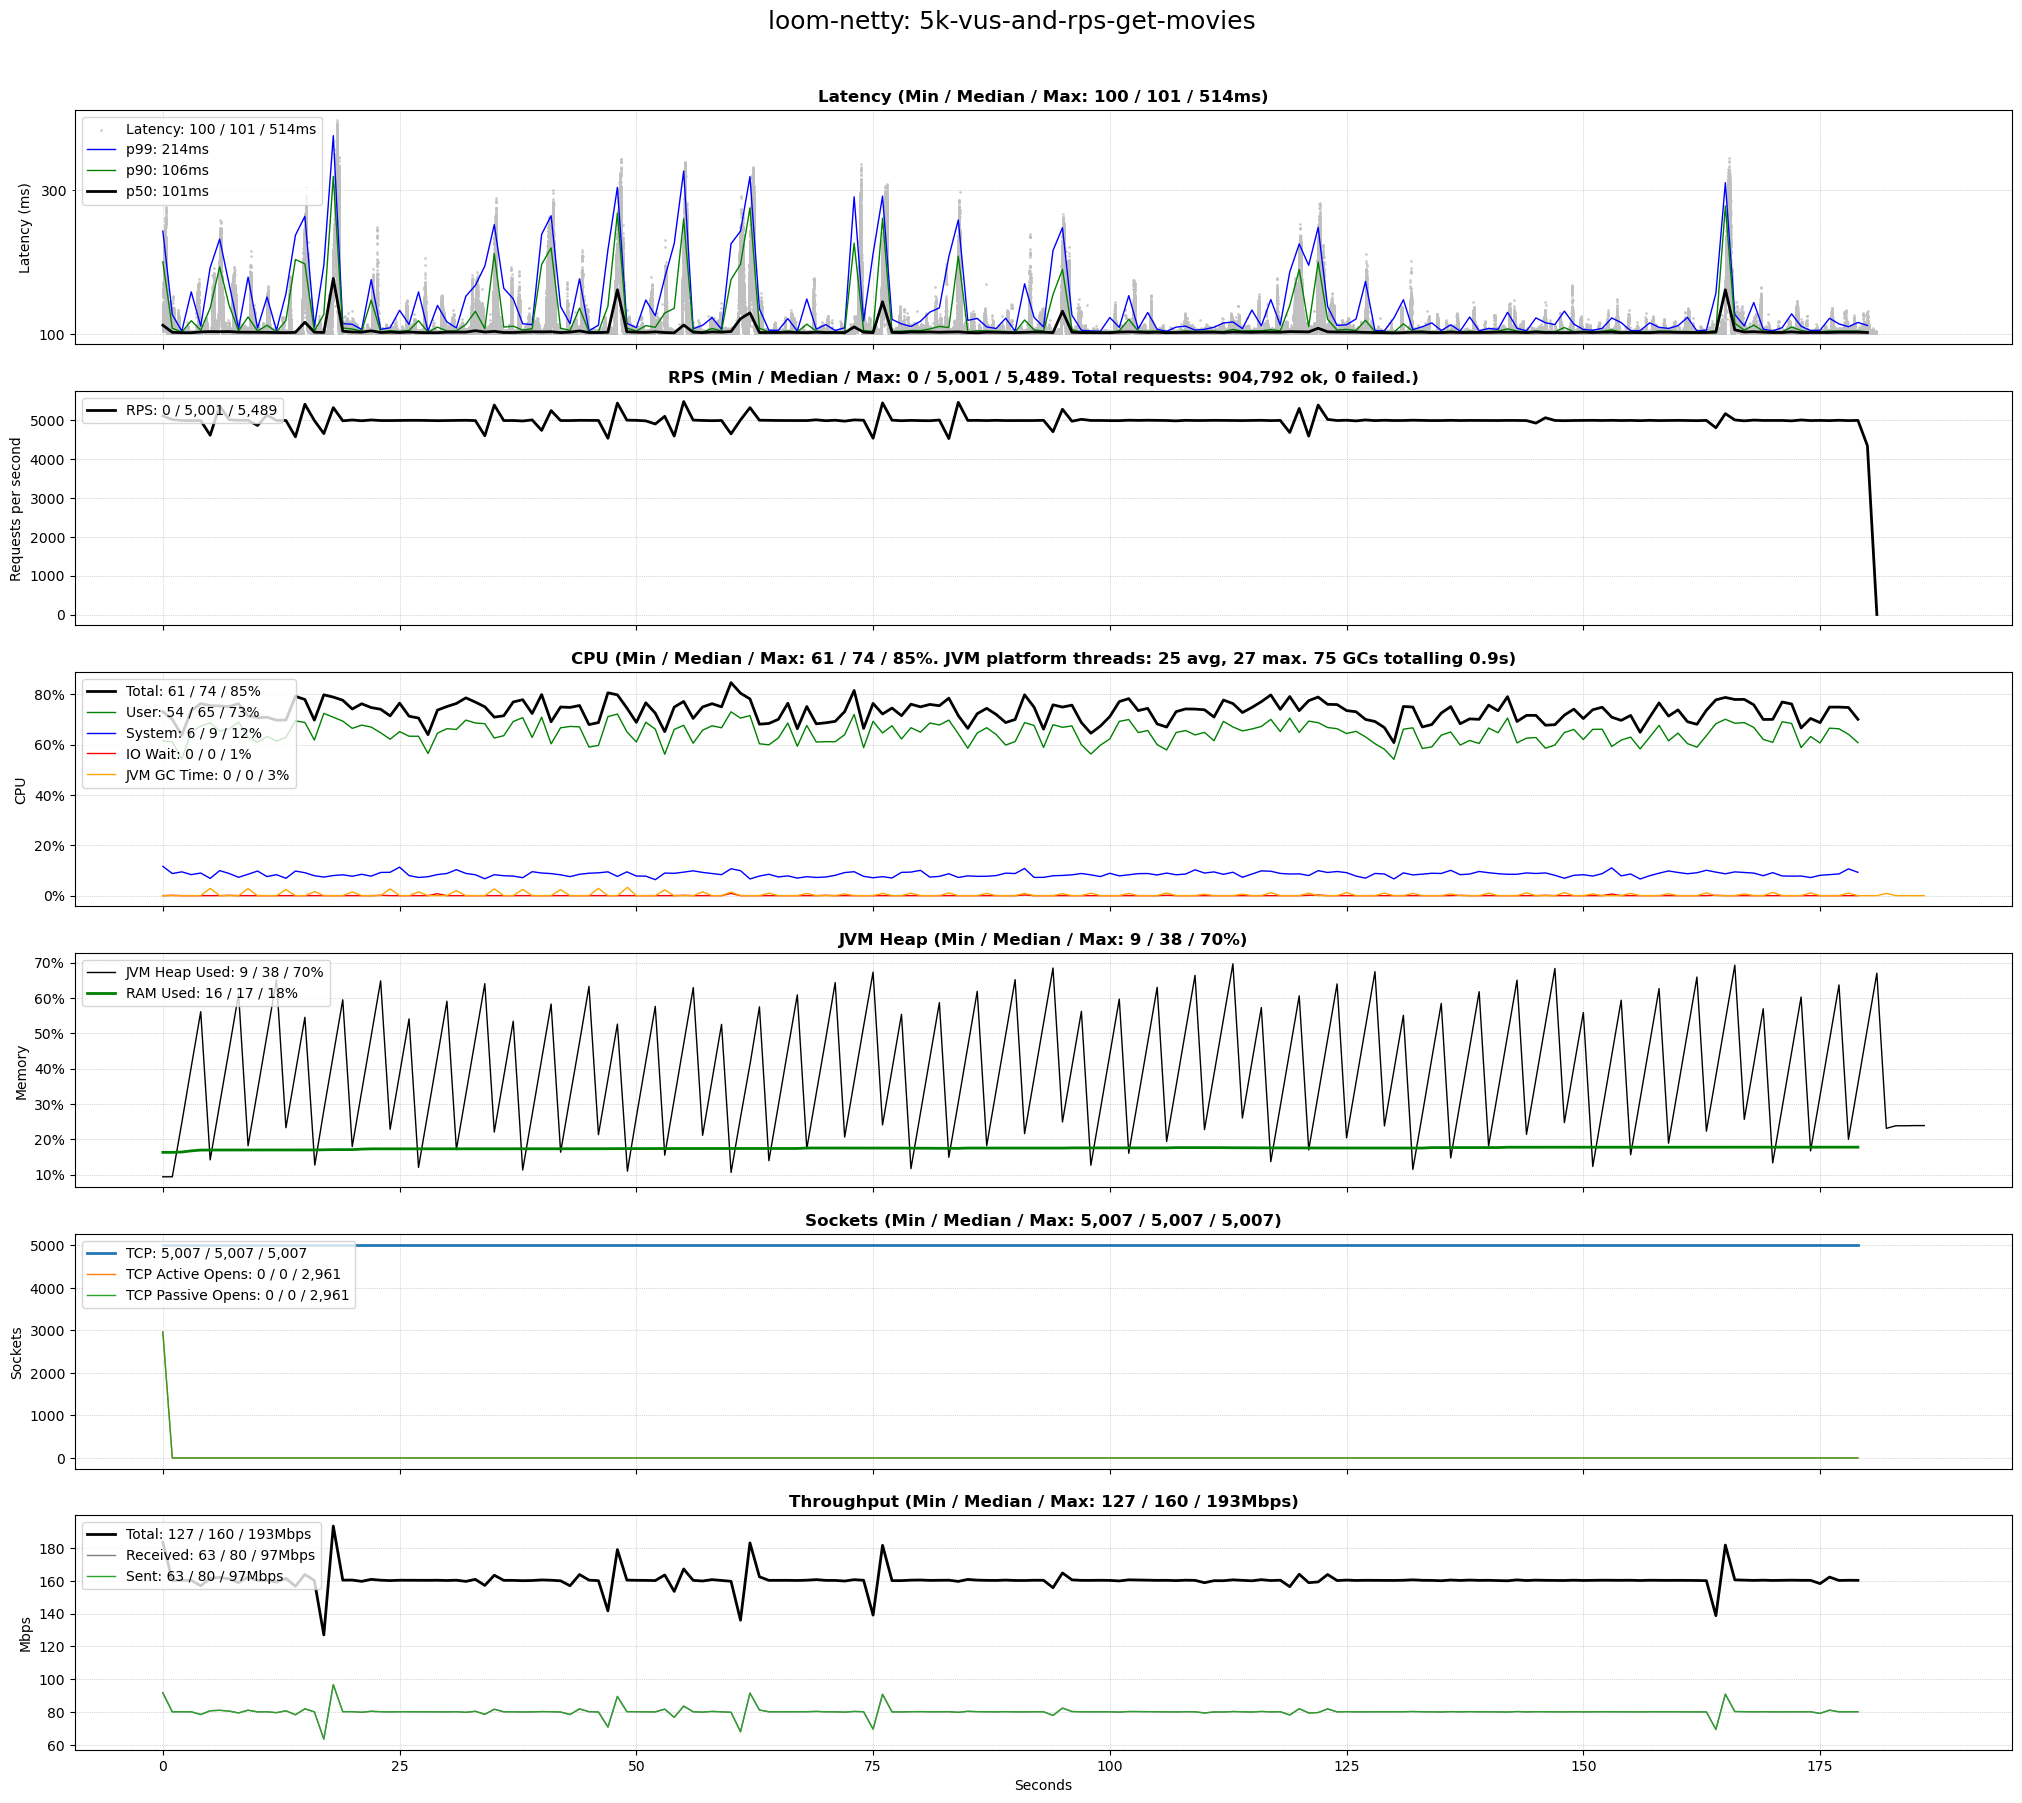 loom-netty: 5k-vus-and-rps-get-movies
Latency (Min / Median / Max: 100 / 101 / 514ms)
Latency (ms)
300
100
Latency: 100 / 101 / 514ms
p99: 214ms
p90: 106ms
p50: 101ms
RPS (Min / Median / Max: 0 / 5,001 / 5,489. Total requests: 904,792 ok, 0 failed.)
Requests per second
5000
4000
3000
2000
1000
0
RPS: 0 / 5,001 / 5,489
CPU (Min / Median / Max: 61 / 74 / 85%. JVM platform threads: 25 avg, 27 max. 75 GCs totalling 0.9s)
CPU
80%
60%
40%
20%
0%
Total: 61 / 74 / 85%
User: 54 / 65 / 73%
System: 6 / 9 / 12%
IO Wait: 0 / 0 / 1%
JVM GC Time: 0 / 0 / 3%
JVM Heap (Min / Median / Max: 9 / 38 / 70%)
Memory
70%
60%
50%
40%
30%
20%
10%
JVM Heap Used: 9 / 38 / 70%
RAM Used: 16 / 17 / 18%
Sockets (Min / Median / Max: 5,007 / 5,007 / 5,007)
Sockets
5000
4000
3000
2000
1000
0
TCP: 5,007 / 5,007 / 5,007
TCP Active Opens: 0 / 0 / 2,961
TCP Passive Opens: 0 / 0 / 2,961
Throughput (Min / Median / Max: 127 / 160 / 193Mbps)
Mbps
180
160
140
120
100
80
60
Total: 127 / 160 / 193Mbps
Received: 63 / 80 / 97Mbps
Sent: 63 / 80 / 97Mbps
0 25 50 75 100 125 150 175
Seconds